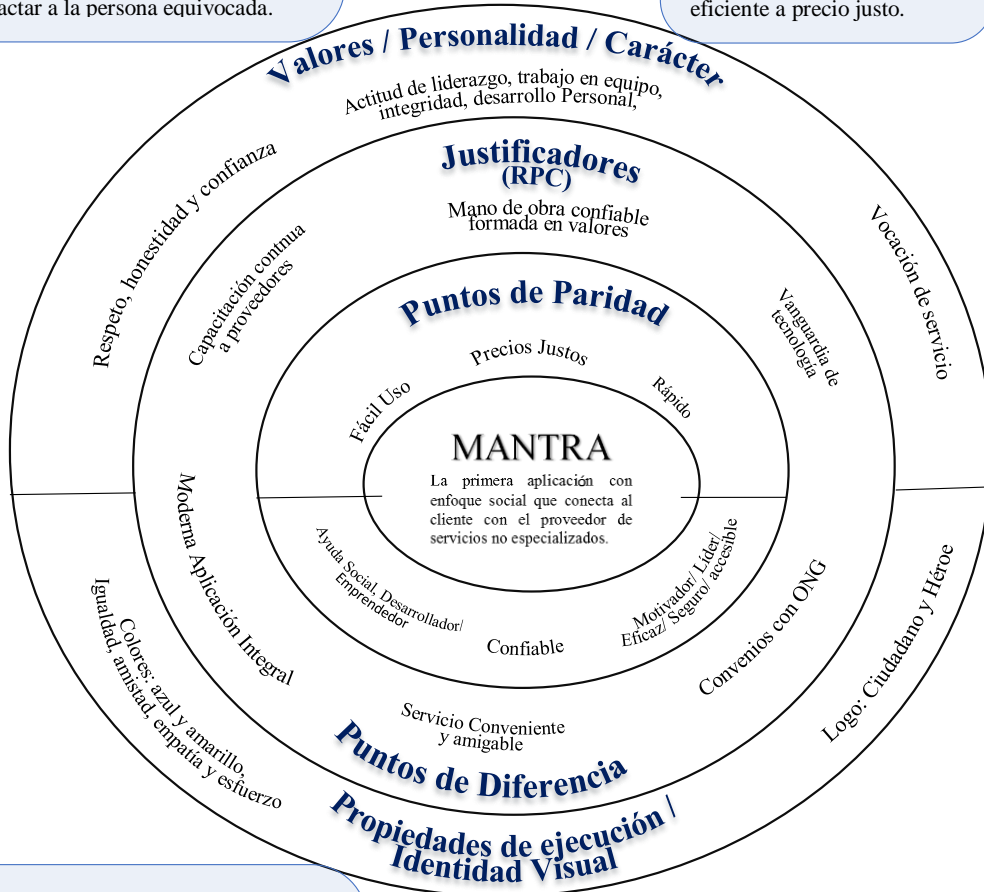 actar a la persona equivocada.
eficiente a precio justo.
Valores / Personalidad / Carácter
Actitud de liderazgo, trabajo en equipo,
integridad, desarrollo Personal,
Respeto, honestidad y confianza
Vocación de servicio
Justificadores
(RPC)
Mano de obra confiable
formada en valores
Capacitación contnua
a proveedores
Vanguardia de
tecnología
Puntos de Paridad
Precios Justos
Fácil Uso
Rápido
MANTRA
La primera aplicación con
enfoque social que conecta al
cliente con el proveedor de
servicios no especializados.
Ayuda Social, Desarrollador/
Emprendedor
Confiable
Motivador/ Líder/
Eficaz/ Seguro/ accesible
Moderna Aplicación Integral
Servicio Conveniente
y amigable
Convenios con ONG
Puntos de Diferencia
Colores: azul y amarillo,
Igualdad, amistad, empatía y esfuerzo
Logo: Ciudadano y Héroe
Propiedades de ejecución /
Identidad Visual